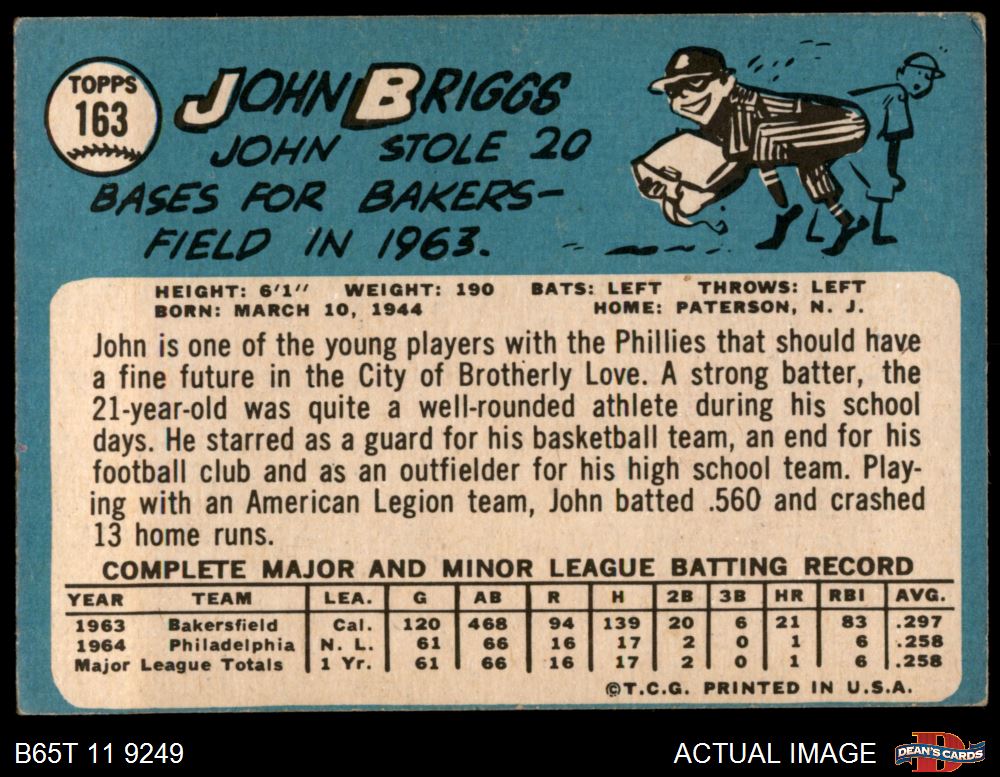 TOPPS
163
JOHN BRIGGS
JOHN STOLE 20
BASES FOR BAKERS-
FIELD IN 1963.
HEIGHT: 6'1" WEIGHT: 190 BATS: LEFT THROWS: LEFT
BORN: MARCH 10, 1944 HOME: PATERSON, N. J.
John is one of the young players with the Phillies that should have
a fine future in the City of Brotherly Love. A strong batter, the
21-year-old was quite a well-rounded athlete during his school
days. He starred as a guard for his basketball team, an end for his
football club and as an outfielder for his high school team. Play-
ing with an American Legion team, John batted .560 and crashed
13 home runs.
COMPLETE MAJOR AND MINOR LEAGUE BATTING RECORD
YEAR TEAM LEA. G AB R H 2B 3B HR RBI AVG.
1963 Bakersfield Cal. 120 468 94 139 20 6 21 83 .297
1964 Philadelphia N. L. 61 66 16 17 2 0 1 6 .258
Major League Totals 1 Yr. 61 66 16 17 2 0 1 6 .258
©T.C.G. PRINTED IN U.S.A.
B65T 11 9249 ACTUAL IMAGE DEAN'S CARDS